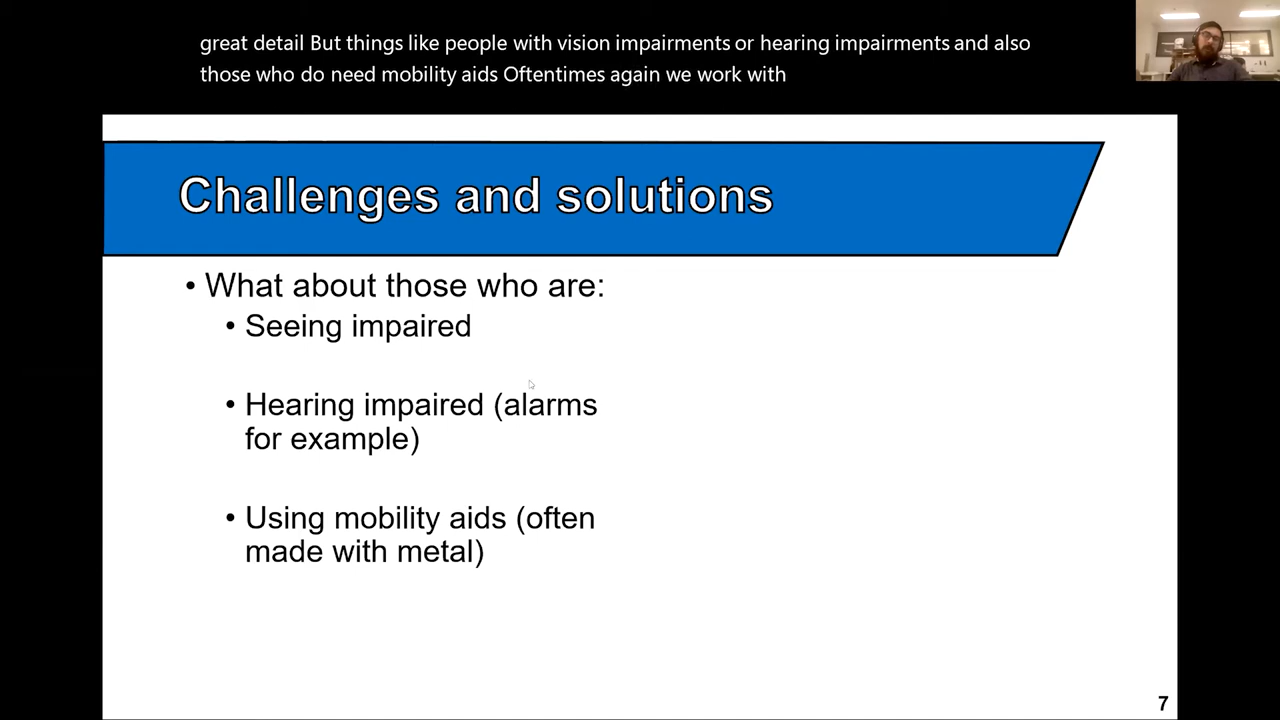 great detail But things like people with vision impairments or hearing impairments and also
those who do need mobility aids Oftentimes again we work with
Challenges and solutions
• What about those who are:
• Seeing impaired
• Hearing impaired (alarms
for example)
• Using mobility aids (often
made with metal)
7